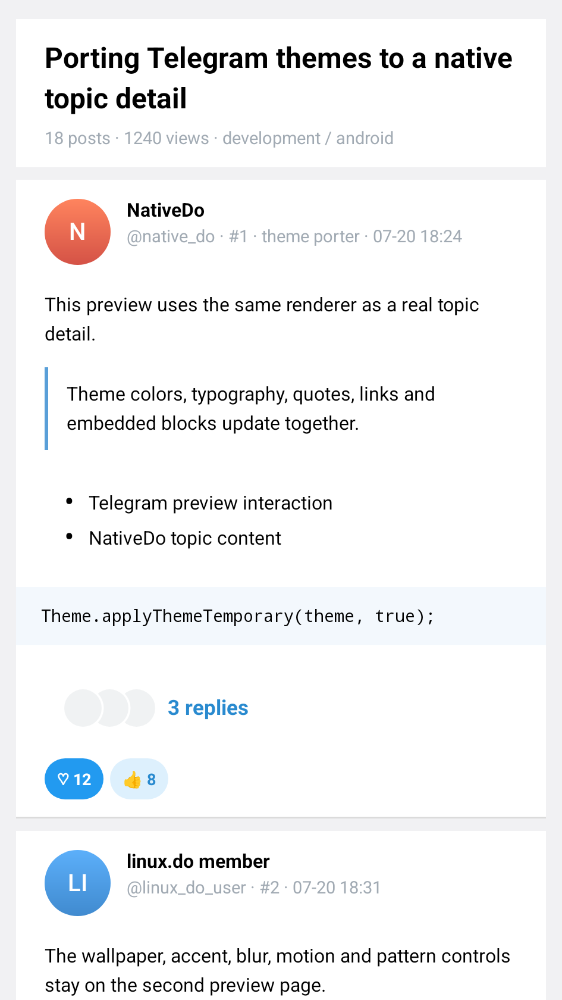 Porting Telegram themes to a native
topic detail
18 posts · 1240 views · development / android
N
NativeDo
@native_do · #1 · theme porter · 07-20 18:24
This preview uses the same renderer as a real topic
detail.
Theme colors, typography, quotes, links and
embedded blocks update together.
• Telegram preview interaction
• NativeDo topic content
Theme.applyThemeTemporary(theme, true);
3 replies
♡ 12 👍 8
LI
linux.do member
@linux_do_user · #2 · 07-20 18:31
The wallpaper, accent, blur, motion and pattern controls
stay on the second preview page.